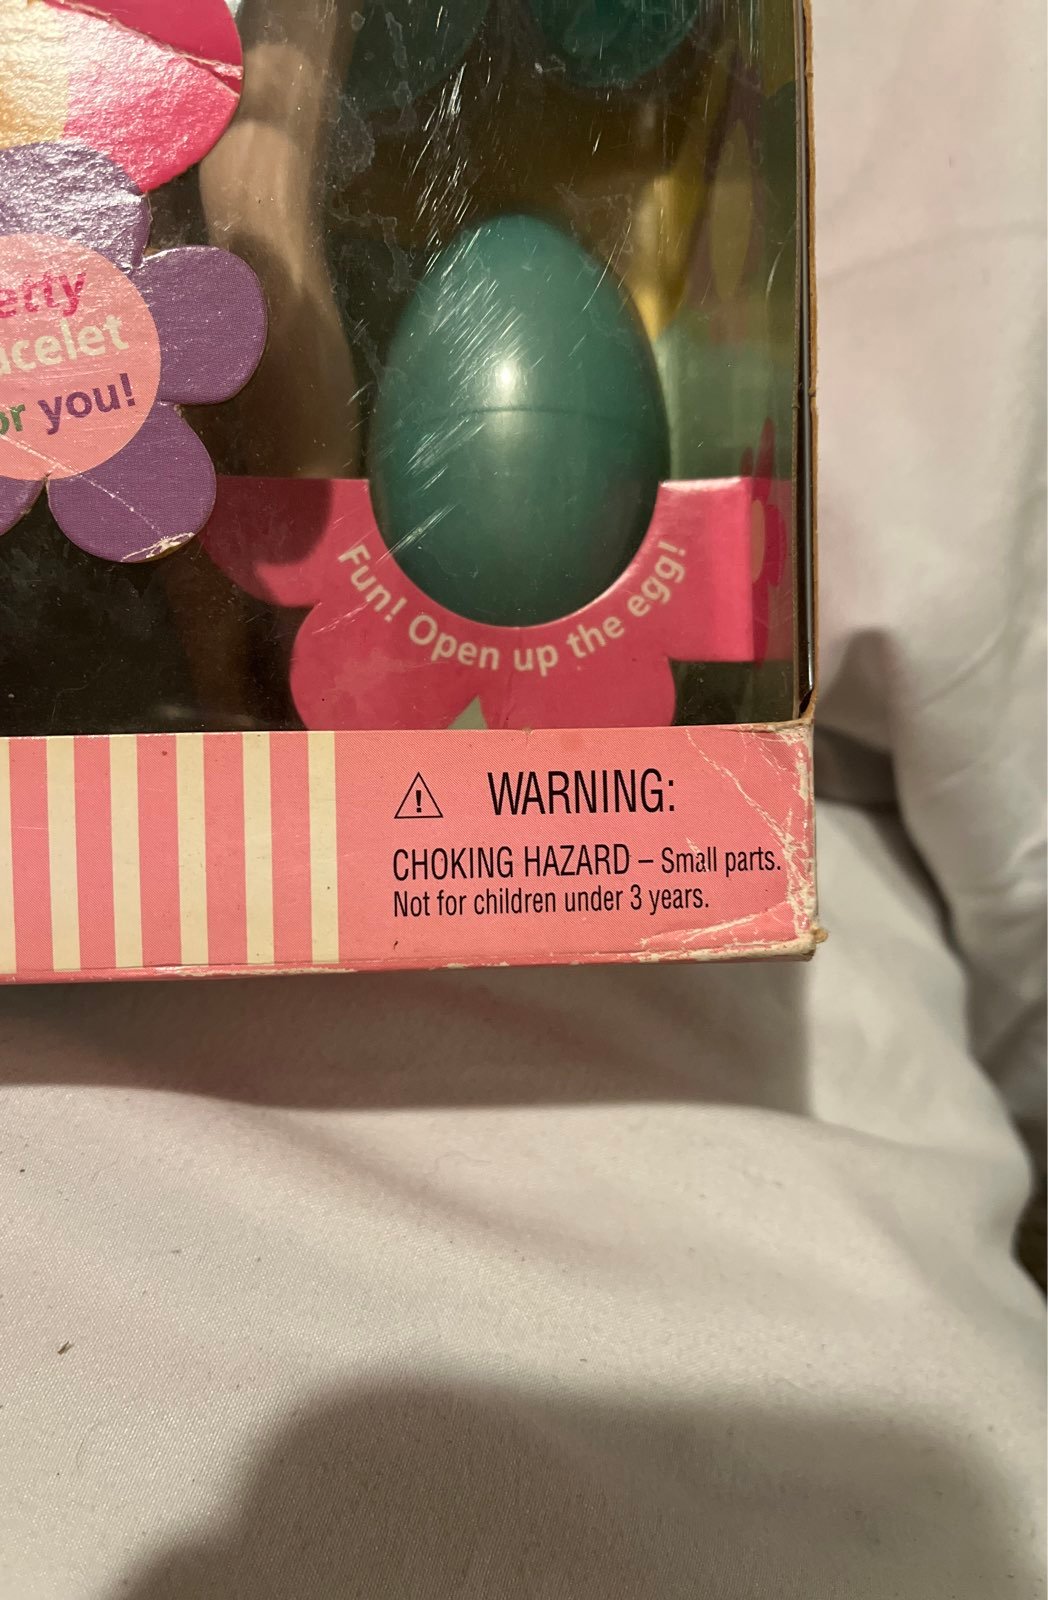 you!
Fun! Open up the egg!
WARNING:
CHOKING HAZARD – Small parts.
Not for children under 3 years.